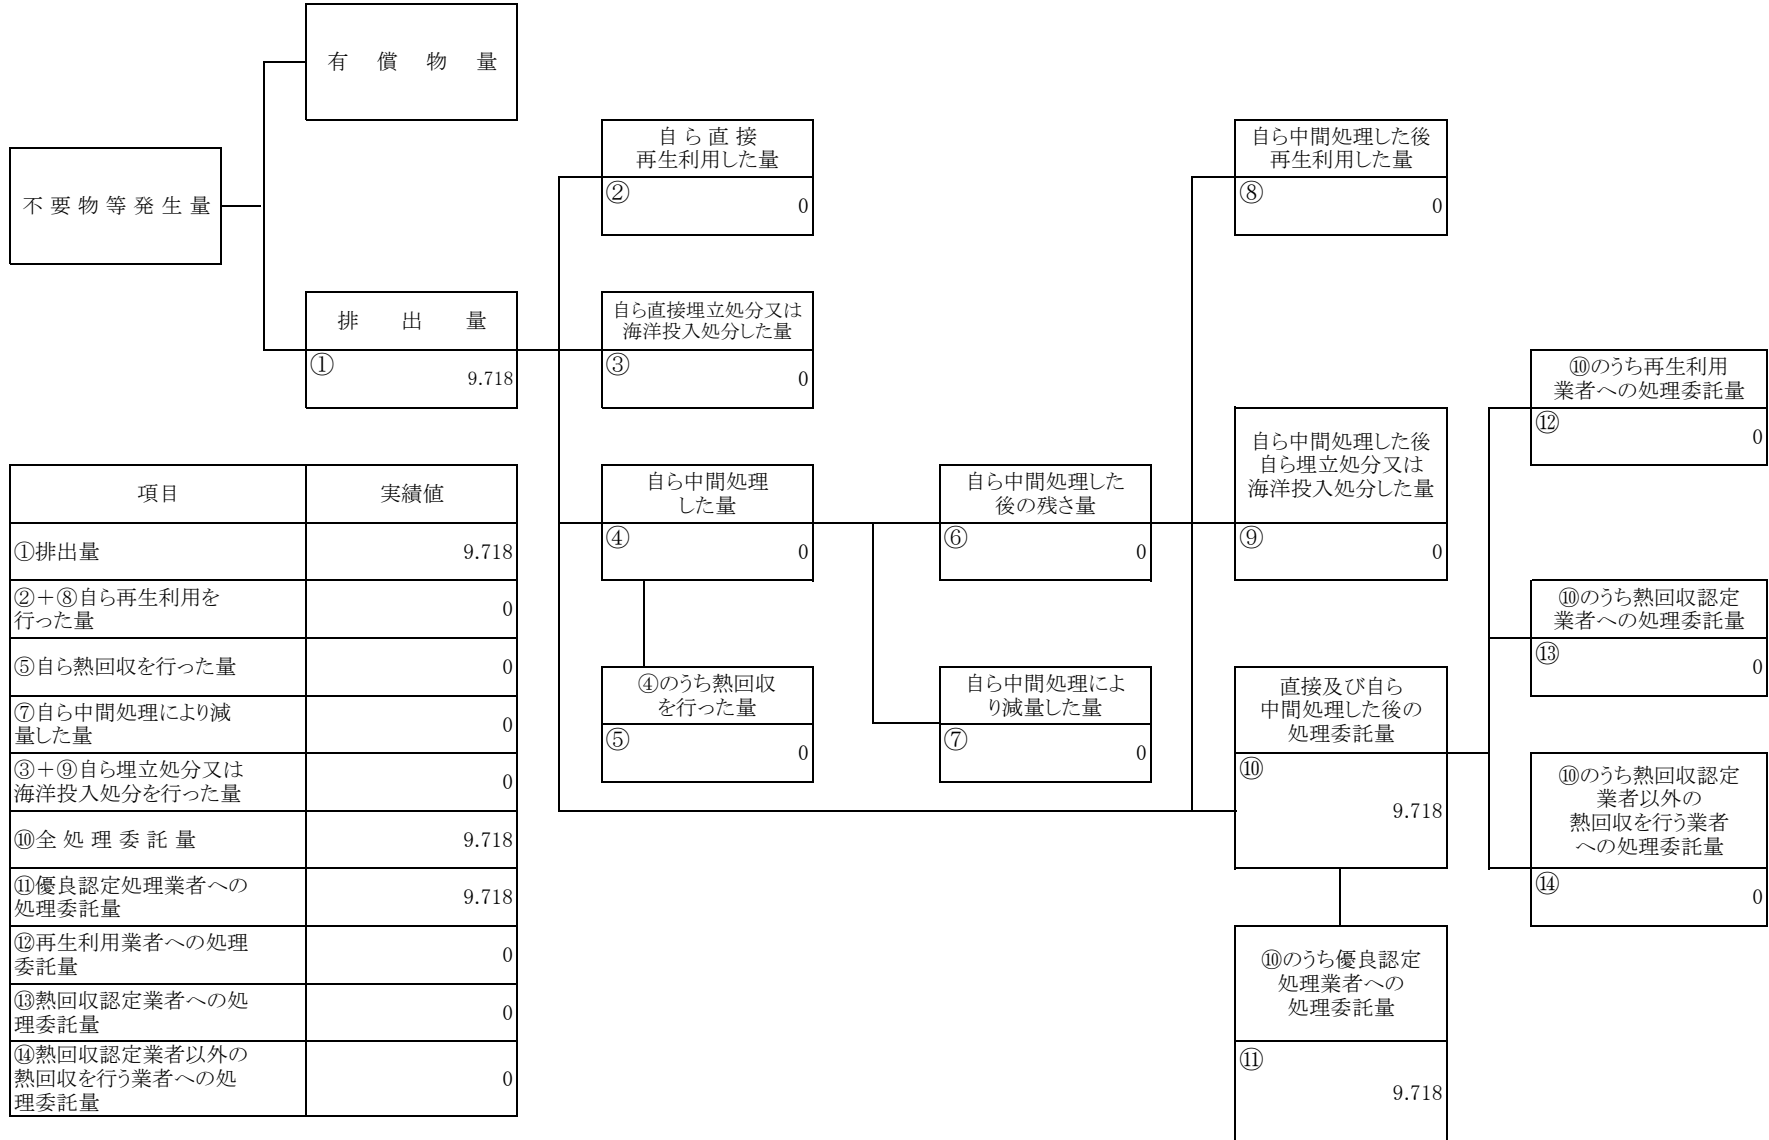 有償物量
不要物等発生量
排出量
①
9.718
自ら直接
再生利用した量
②
0
自ら直接埋立処分又は
海洋投入処分した量
③
0
自ら中間処理
した量
④
0
④のうち熱回収
を行った量
⑤
0
自ら中間処理した
後の残さ量
⑥
0
自ら中間処理によ
り減量した量
⑦
0
自ら中間処理した後
再生利用した量
⑧
0
自ら中間処理した後
自ら埋立処分又は
海洋投入処分した量
⑨
0
直接及び自ら
中間処理した後の
処理委託量
⑩
9.718
⑩のうち優良認定
処理業者への
処理委託量
⑪
9.718
⑩のうち再生利用
業者への処理委託量
⑫
0
⑩のうち熱回収認定
業者への処理委託量
⑬
0
⑩のうち熱回収認定
業者以外の
熱回収を行う業者
への処理委託量
⑭
0
項目 実績値
①排出量 9.718
②＋⑧自ら再生利用を
行った量 0
⑤自ら熱回収を行った量 0
⑦自ら中間処理により減
量した量 0
③＋⑨自ら埋立処分又は
海洋投入処分を行った量 0
⑩全処理委託量 9.718
⑪優良認定処理業者への
処理委託量 9.718
⑫再生利用業者への処理
委託量 0
⑬熱回収認定業者への処
理委託量 0
⑭熱回収認定業者以外の
熱回収を行う業者への処
理委託量 0